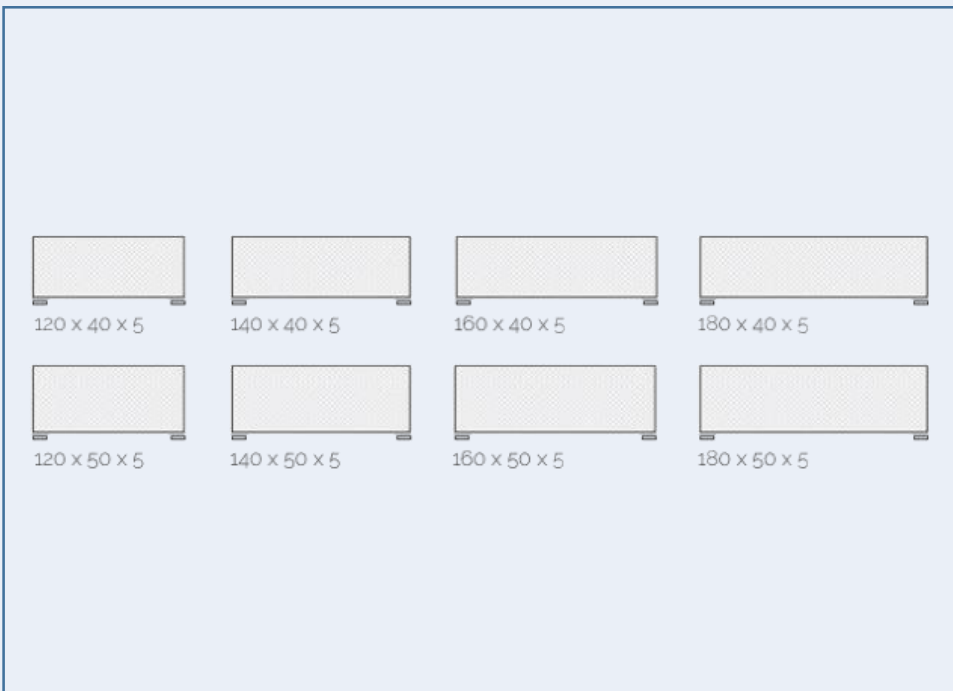 120 x 40 x 5
140 x 40 x 5
160 x 40 x 5
180 x 40 x 5
120 x 50 x 5
140 x 50 x 5
160 x 50 x 5
180 x 50 x 5